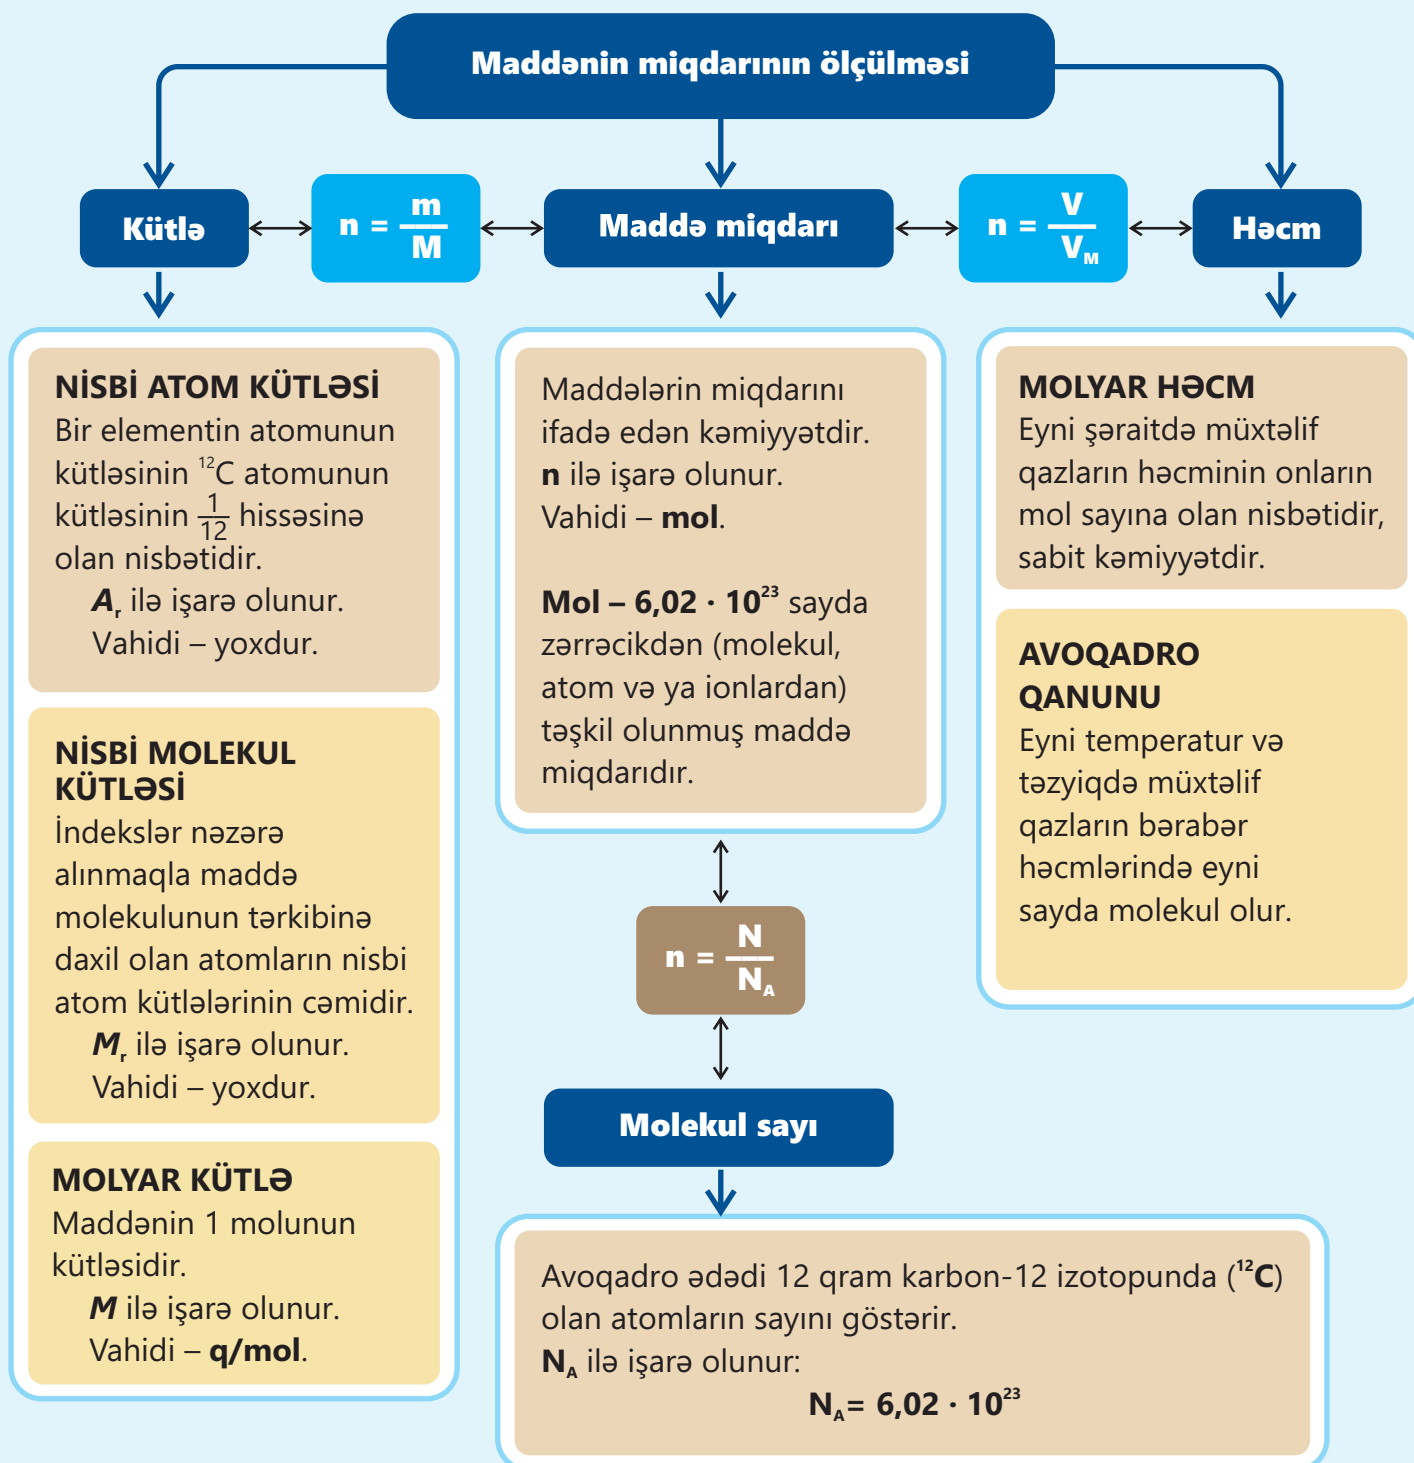 Maddənin miqdarının ölçülməsi
Kütlə
n = m/M
Maddə miqdarı
n = V/V_M
Həcm
NİSBİ ATOM KÜTLƏSİ
Bir elementin atomunun
kütləsinin ¹²C atomunun
kütləsinin 1/12 hissəsinə
olan nisbətidir.
A_r ilə işarə olunur.
Vahidi – yoxdur.
NİSBİ MOLEKUL
KÜTLƏSİ
İndekslər nəzərə
alınmaqla maddə
molekulunun tərkibinə
daxil olan atomların nisbi
atom kütlələrinin cəmidir.
M_r ilə işarə olunur.
Vahidi – yoxdur.
MOLYAR KÜTLƏ
Maddənin 1 molunun
kütləsidir.
M ilə işarə olunur.
Vahidi – q/mol.
Maddələrin miqdarını
ifadə edən kəmiyyətdir.
n ilə işarə olunur.
Vahidi – mol.
Mol – 6,02 · 10²³ sayda
zərrəcikdən (molekul,
atom və ya ionlardan)
təşkil olunmuş maddə
miqdarıdır.
n = N/N_A
Molekul sayı
Avoqadro ədədi 12 qram karbon-12 izotopunda (¹²C)
olan atomların sayını göstərir.
N_A ilə işarə olunur:
N_A= 6,02 · 10²³
MOLYAR HƏCM
Eyni şəraitdə müxtəlif
qazların həcminin onların
mol sayına olan nisbətidir,
sabit kəmiyyətdir.
AVOQADRO
QANUNU
Eyni temperatur və
təzyiqdə müxtəlif
qazların bərabər
həcmlərində eyni
sayda molekul olur.